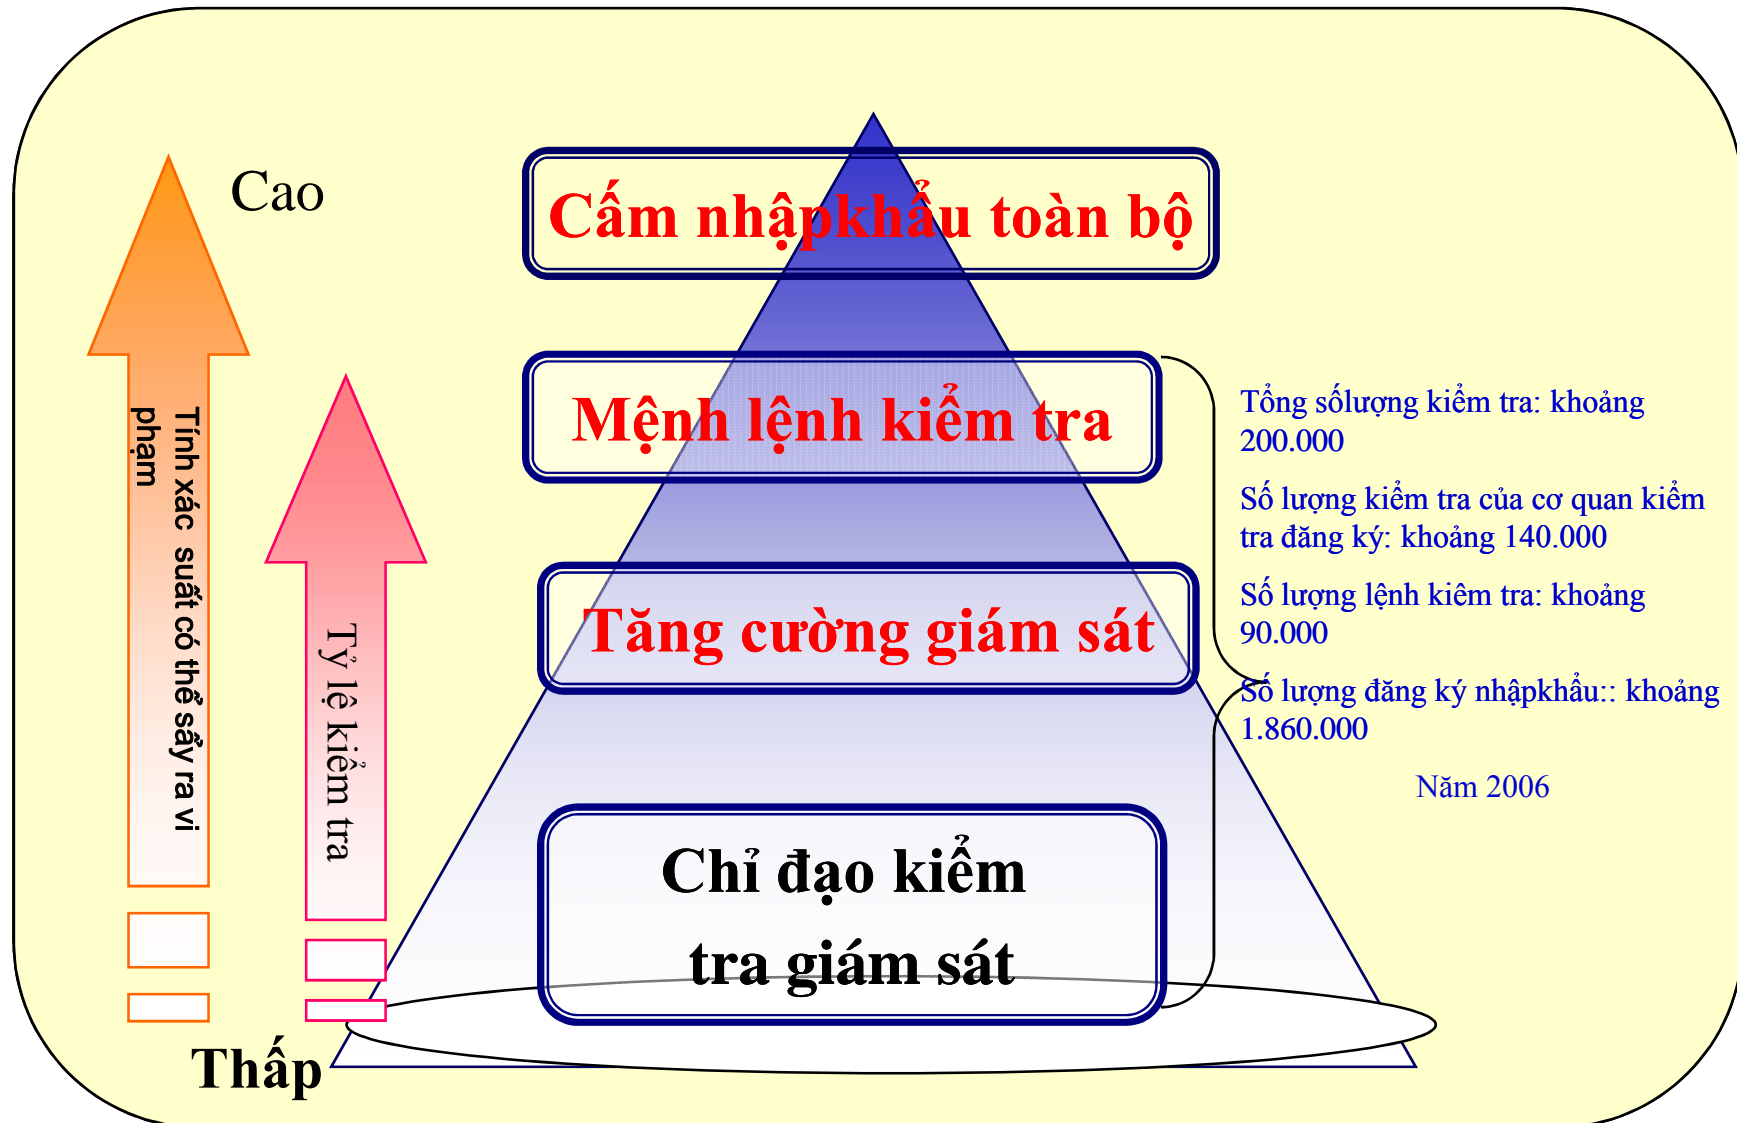 Cao
Cấm nhậpkhẩu toàn bộ
Mệnh lệnh kiểm tra
Tăng cường giám sát
Chỉ đạo kiểm
tra giám sát
Tính xác suất có thể sẩy ra vi
phạm
Tỷ lệ kiểm tra
Thấp
Tổng sốlượng kiểm tra: khoảng
200.000
Số lượng kiểm tra của cơ quan kiểm
tra đăng ký: khoảng 140.000
Số lượng lệnh kiêm tra: khoảng
90.000
Số lượng đăng ký nhậpkhẩu:: khoảng
1.860.000
Năm 2006